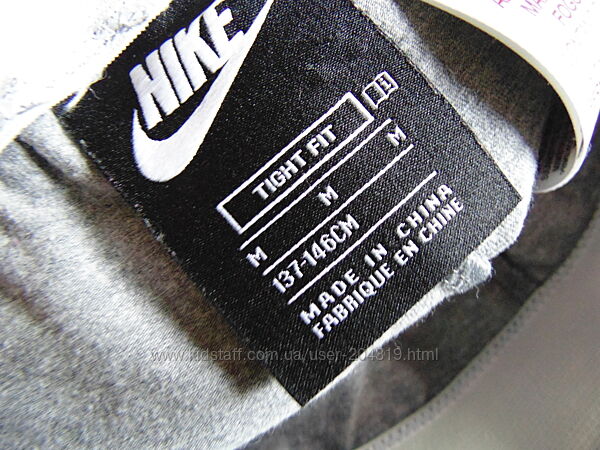 NIKE
TIGHT FIT
M M M
137-146CM
MADE IN CHINA
FABRIQUE EN CHINE
www.kidstaff.com.ua/user-204819.html